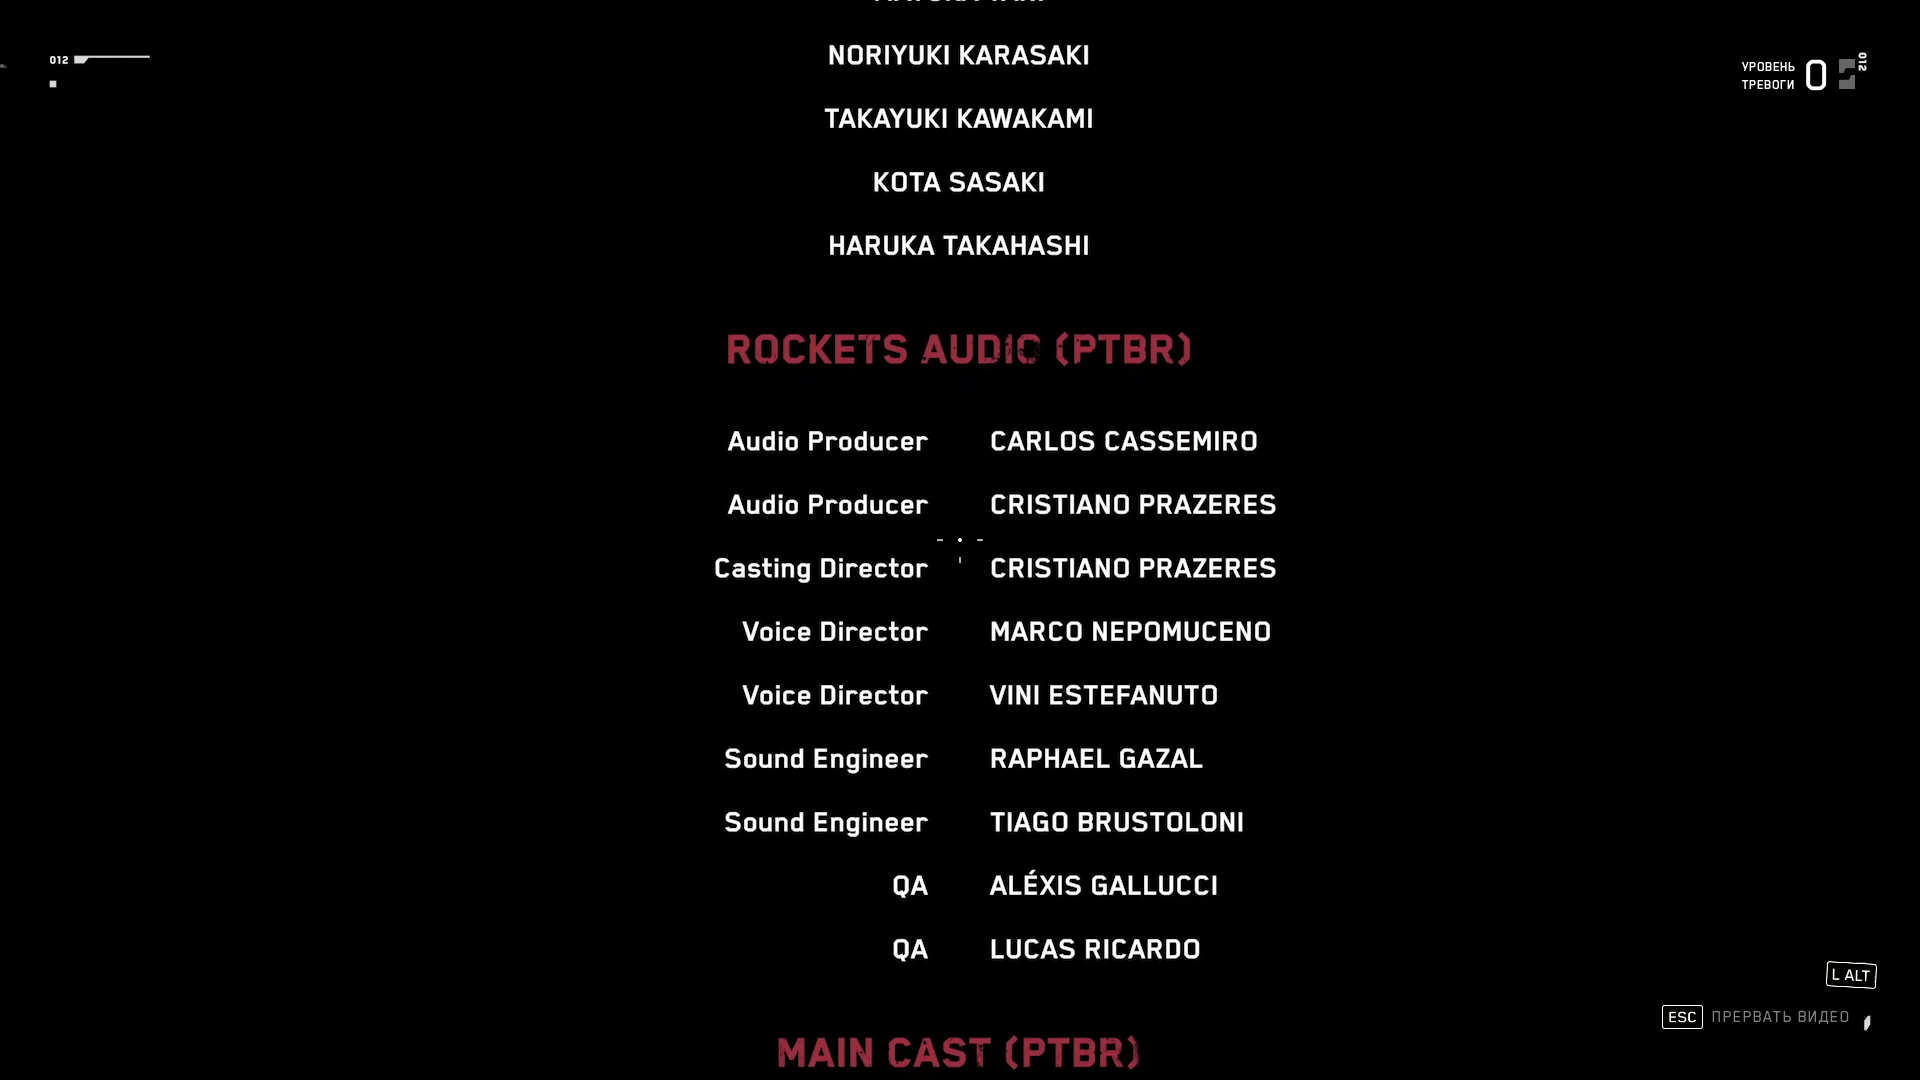 NORIYUKI KARASAKI
012
УРОВЕНЬ
ТРЕВОГИ 0 012
TAKAYUKI KAWAKAMI
KOTA SASAKI
HARUKA TAKAHASHI
ROCKETS AUDIO (PTBR)
Audio Producer CARLOS CASSEMIRO
Audio Producer CRISTIANO PRAZERES
Casting Director CRISTIANO PRAZERES
Voice Director MARCO NEPOMUCENO
Voice Director VINI ESTEFANUTO
Sound Engineer RAPHAEL GAZAL
Sound Engineer TIAGO BRUSTOLONI
QA ALÉXIS GALLUCCI
QA LUCAS RICARDO
L ALT
ESC ПРЕРВАТЬ ВИДЕО
MAIN CAST (PTBR)